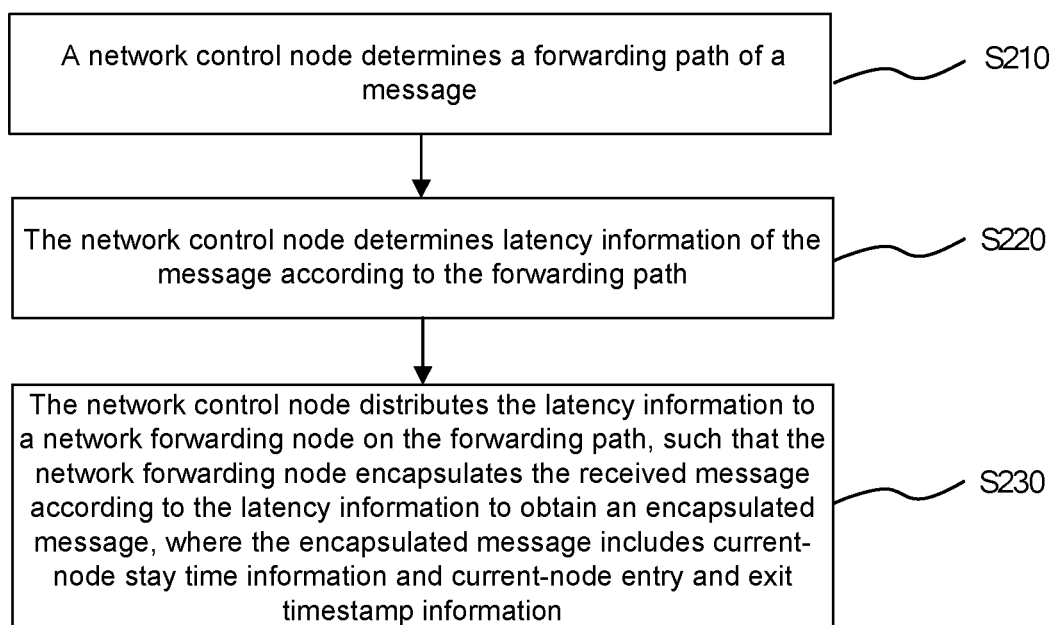 A network control node determines a forwarding path of a
message
S210
The network control node determines latency information of the
message according to the forwarding path
S220
The network control node distributes the latency information to
a network forwarding node on the forwarding path, such that the
network forwarding node encapsulates the received message
according to the latency information to obtain an encapsulated
message, where the encapsulated message includes current-
node stay time information and current-node entry and exit
timestamp information
S230